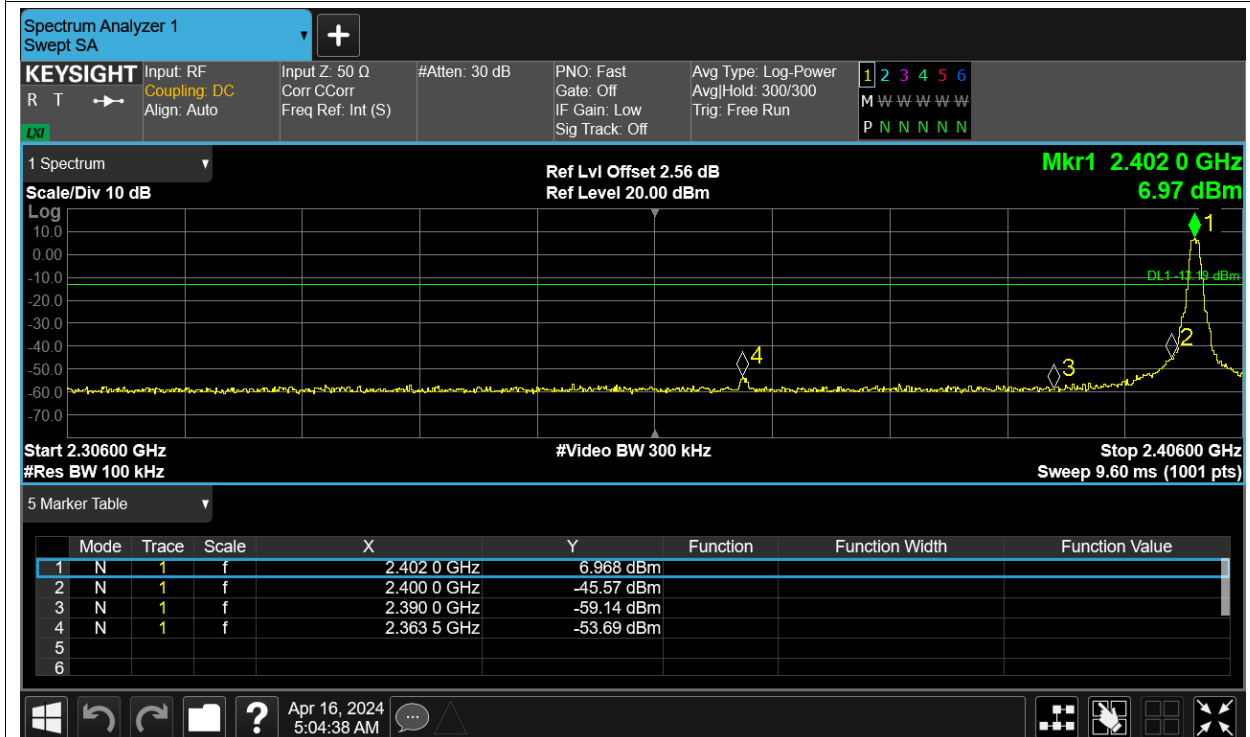 Spectrum Analyzer 1
Swept SA
+
KEYSIGHT
R T
LXI
Input: RF
Coupling: DC
Align: Auto
Input Z: 50 Ω
Corr CCorr
Freq Ref: Int (S)
#Atten: 30 dB
PNO: Fast
Gate: Off
IF Gain: Low
Sig Track: Off
Avg Type: Log-Power
Avg|Hold: 300/300
Trig: Free Run
1 2 3 4 5 6
M W W W W W
P N N N N N
1 Spectrum
Scale/Div 10 dB
Ref Lvl Offset 2.56 dB
Ref Level 20.00 dBm
Mkr1 2.402 0 GHz
6.97 dBm
Log
10.0
0.00
-10.0
-20.0
-30.0
-40.0
-50.0
-60.0
-70.0
1
DL1 -13.19 dBm
2
4
3
Start 2.30600 GHz
#Video BW 300 kHz
Stop 2.40600 GHz
#Res BW 100 kHz
Sweep 9.60 ms (1001 pts)
5 Marker Table
Mode Trace Scale X Y Function Function Width Function Value
1 N 1 f 2.402 0 GHz 6.968 dBm
2 N 1 f 2.400 0 GHz -45.57 dBm
3 N 1 f 2.390 0 GHz -59.14 dBm
4 N 1 f 2.363 5 GHz -53.69 dBm
5
6
?
Apr 16, 2024
5:04:38 AM